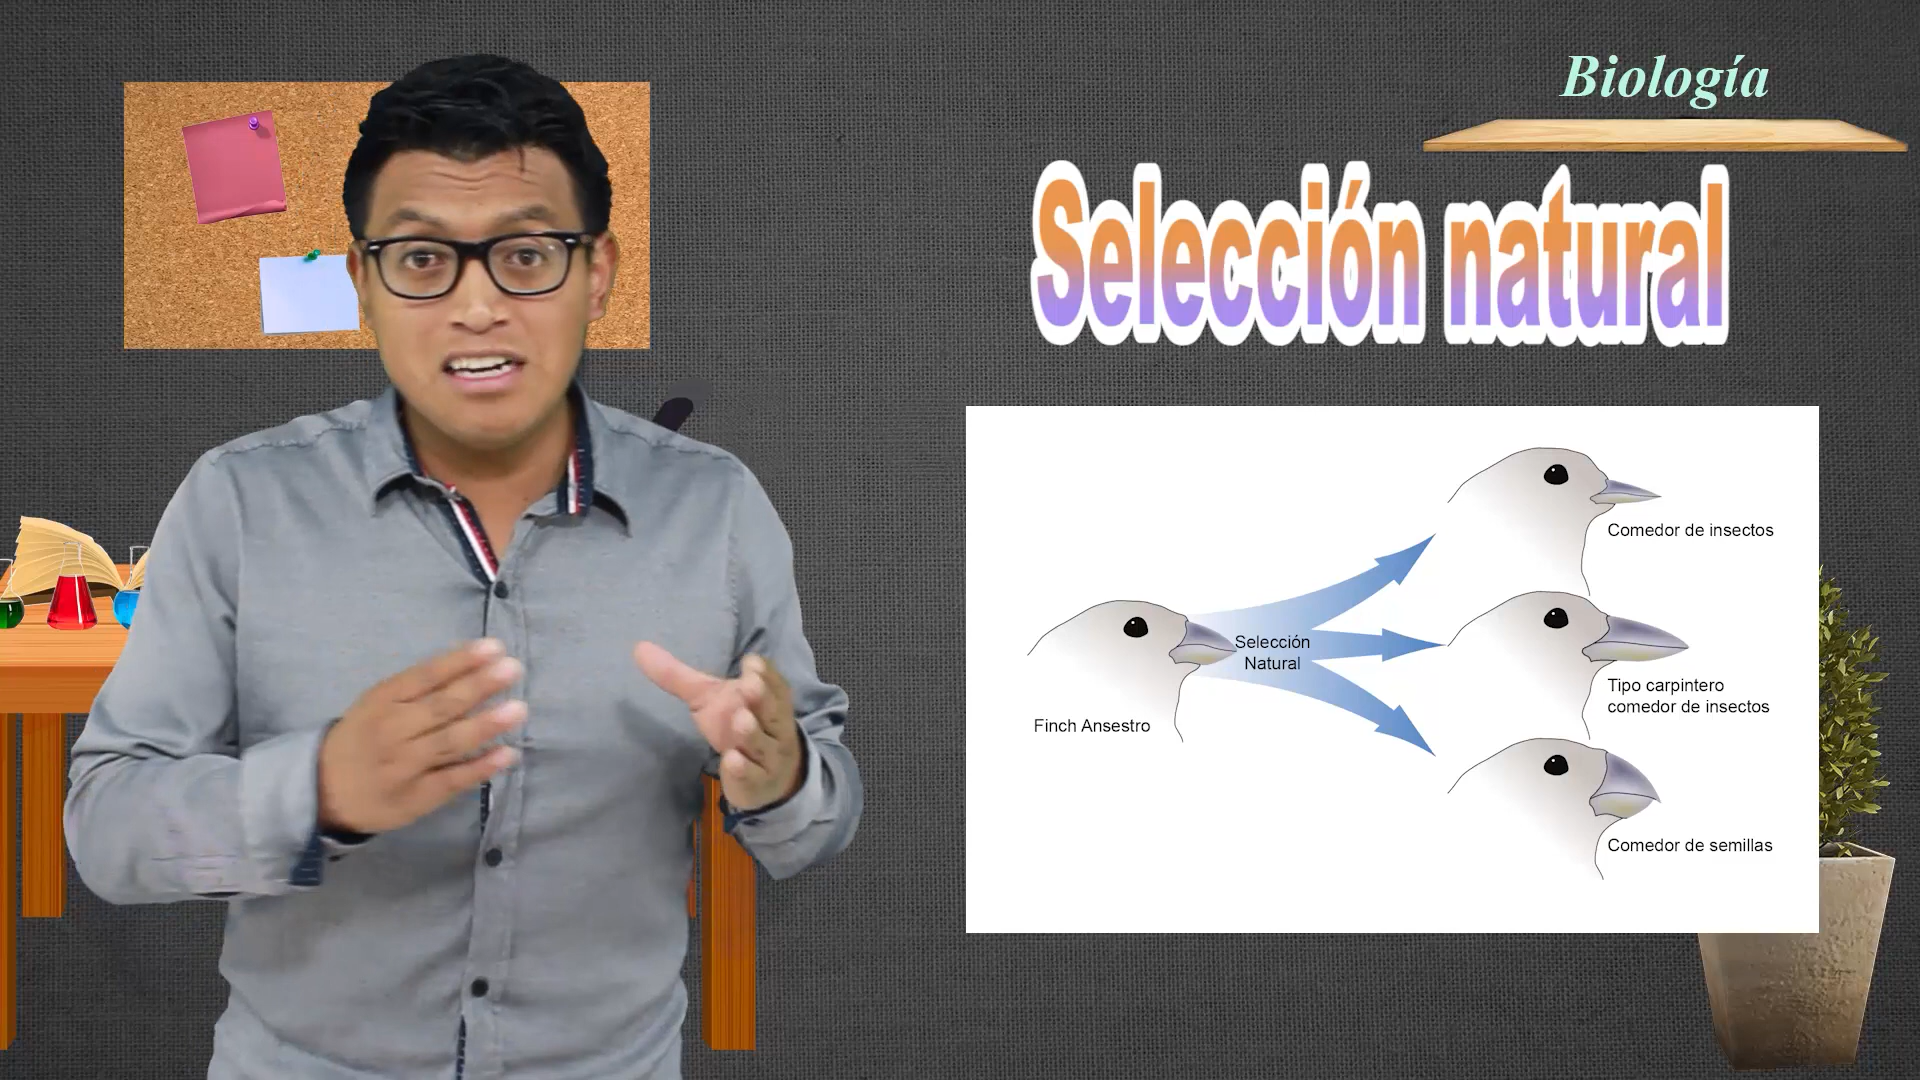 Biología
Selección natural
Comedor de insectos
Selección
Natural
Tipo carpintero
comedor de insectos
Finch Ansestro
Comedor de semillas